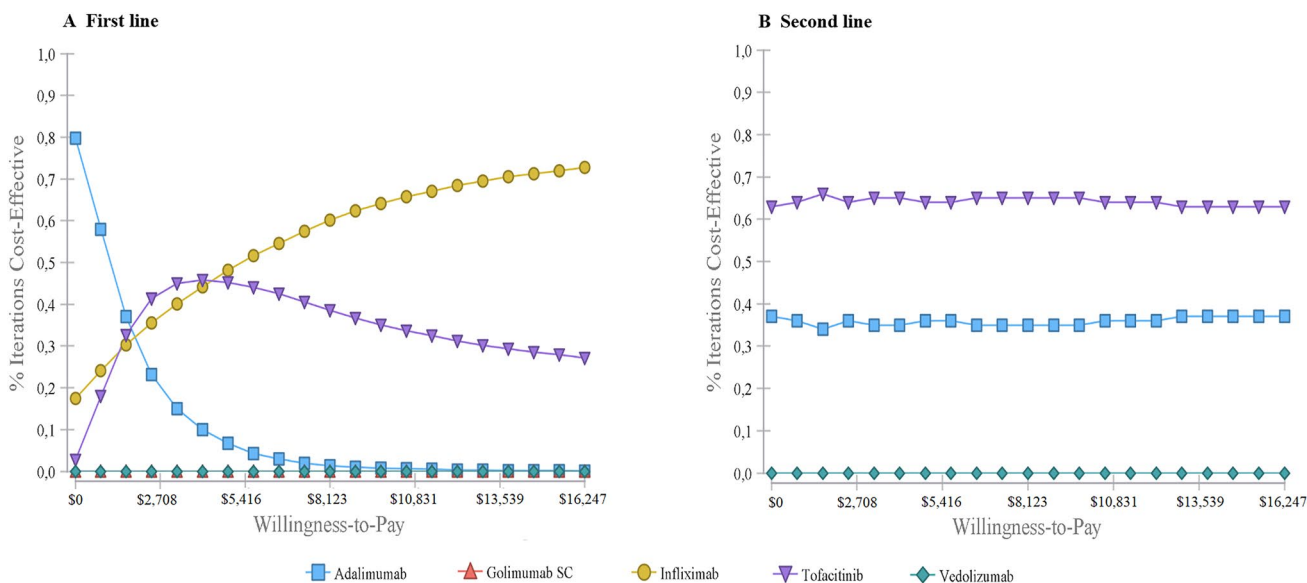 A First line
% Iterations Cost-Effective
1,0
0,9
0,8
0,7
0,6
0,5
0,4
0,3
0,2
0,1
0,0
$0 $2,708 $5,416 $8,123 $10,831 $13,539 $16,247
Willingness-to-Pay
B Second line
% Iterations Cost-Effective
1,0
0,9
0,8
0,7
0,6
0,5
0,4
0,3
0,2
0,1
0,0
$0 $2,708 $5,416 $8,123 $10,831 $13,539 $16,247
Willingness-to-Pay
Adalimumab Golimumab SC Infliximab Tofacitinib Vedolizumab